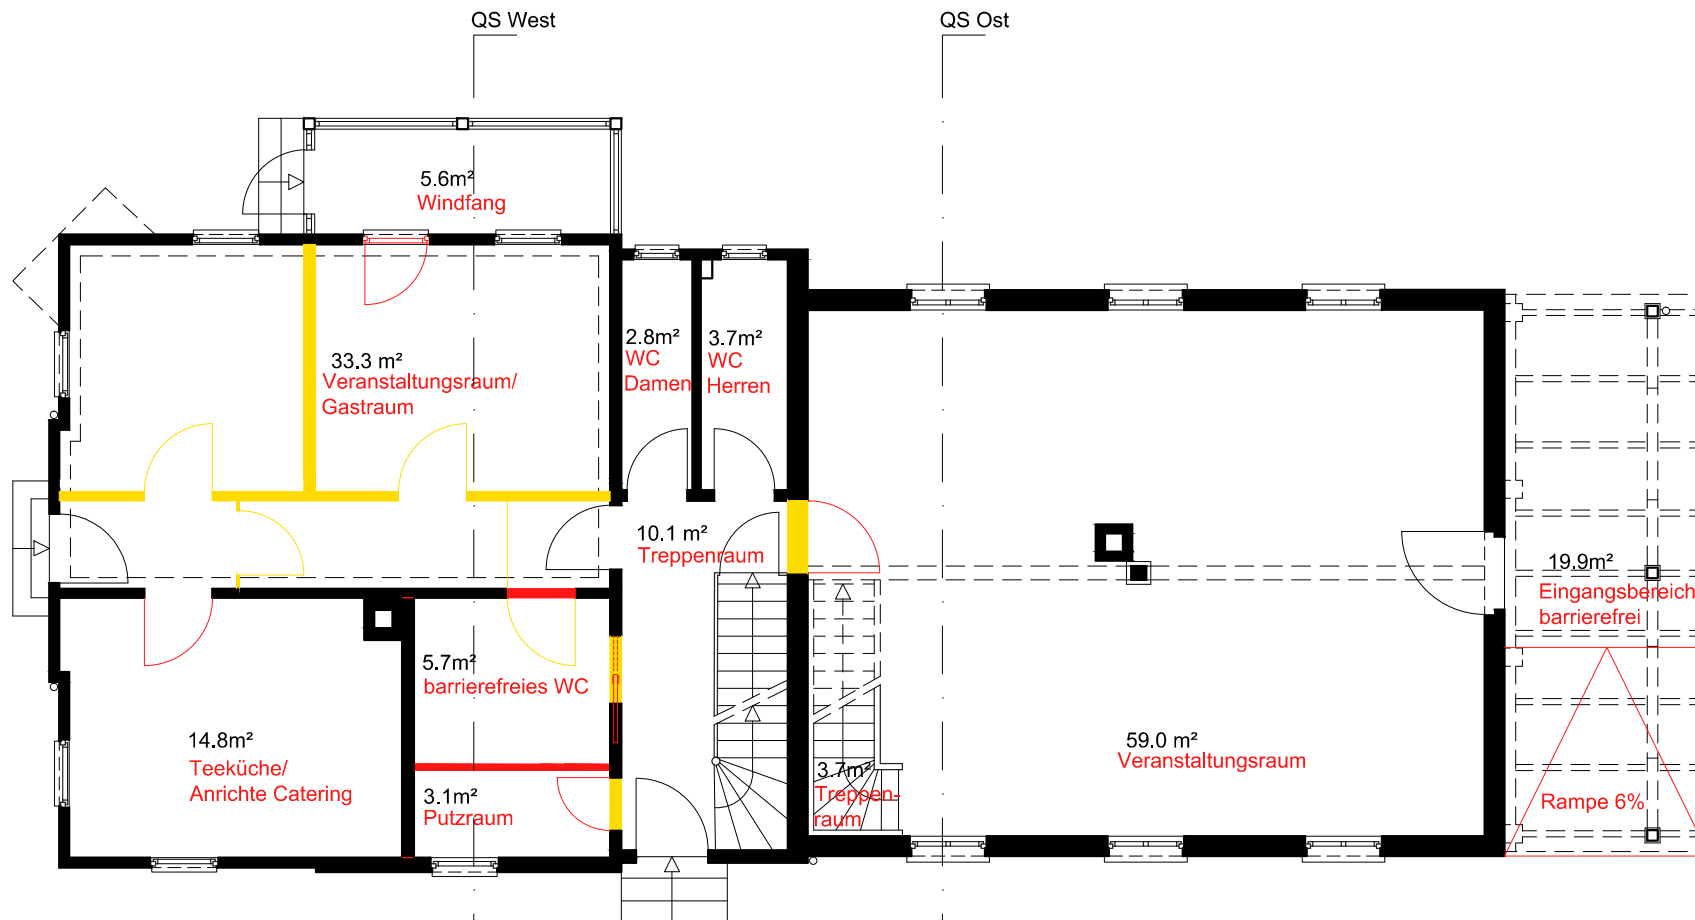 QS West
QS Ost
5.6m²
Windfang
33.3 m²
Veranstaltungsraum/
Gastraum
2.8m²
WC
Damen
3.7m²
WC
Herren
10.1 m²
Treppenraum
19.9m²
Eingangsbereich
barrierefrei
5.7m²
barrierefreies WC
14.8m²
Teeküche/
Anrichte Catering
3.1m²
Putzraum
3.7m²
Treppen-
raum
59.0 m²
Veranstaltungsraum
Rampe 6%